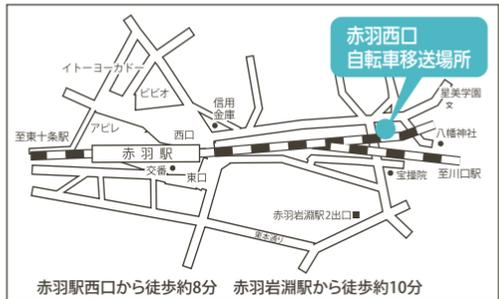 赤羽西口
自転車移送場所
イトーヨーカドー
ビビオ
信用
金庫
星美学園
文
アピレ
西口
八幡神社
至東十条駅
赤羽駅
至川口駅
交番
東口
宝操院
赤羽岩淵駅2出口
東本通り
赤羽駅西口から徒歩約8分　赤羽岩淵駅から徒歩約10分